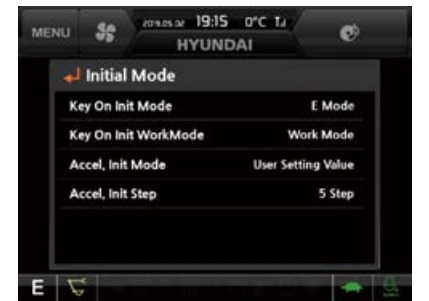 MENU 2019.05.02 19:15 0°C
HYUNDAI
Initial Mode
Key On Init Mode E Mode
Key On Init WorkMode Work Mode
Accel, Init Mode User Setting Value
Accel, Init Step 5 Step
E